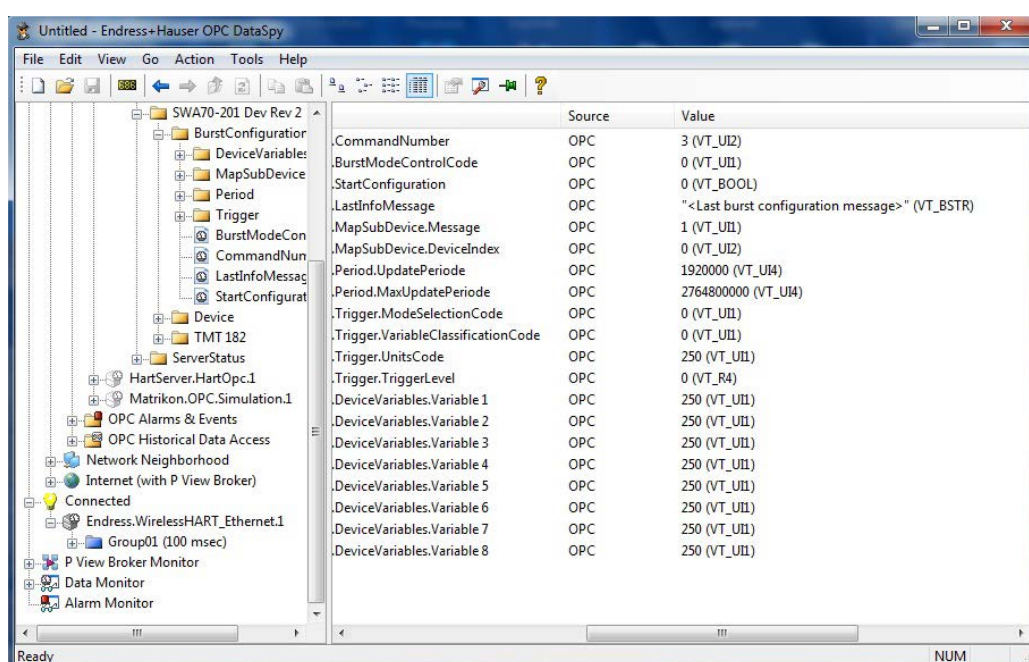 Untitled - Endress+Hauser OPC DataSpy
File Edit View Go Action Tools Help
SWA70-201 Dev Rev 2
BurstConfiguration
DeviceVariables
MapSubDevice
Period
Trigger
BurstModeCon
CommandNum
LastInfoMessag
StartConfigurat
Device
TMT 182
ServerStatus
HartServer.HartOpc.1
Matrikon.OPC.Simulation.1
OPC Alarms & Events
OPC Historical Data Access
Network Neighborhood
Internet (with P View Broker)
Connected
Endress.WirelessHART_Ethernet.1
Group01 (100 msec)
P View Broker Monitor
Data Monitor
Alarm Monitor
Source Value
.CommandNumber OPC 3 (VT_UI2)
.BurstModeControlCode OPC 0 (VT_UI1)
.StartConfiguration OPC 0 (VT_BOOL)
.LastInfoMessage OPC "<Last burst configuration message>" (VT_BSTR)
.MapSubDevice.Message OPC 1 (VT_UI1)
.MapSubDevice.DeviceIndex OPC 0 (VT_UI2)
.Period.UpdatePeriode OPC 1920000 (VT_UI4)
.Period.MaxUpdatePeriode OPC 2764800000 (VT_UI4)
.Trigger.ModeSelectionCode OPC 0 (VT_UI1)
.Trigger.VariableClassificationCode OPC 0 (VT_UI1)
.Trigger.UnitsCode OPC 250 (VT_UI1)
.Trigger.TriggerLevel OPC 0 (VT_R4)
.DeviceVariables.Variable 1 OPC 250 (VT_UI1)
.DeviceVariables.Variable 2 OPC 250 (VT_UI1)
.DeviceVariables.Variable 3 OPC 250 (VT_UI1)
.DeviceVariables.Variable 4 OPC 250 (VT_UI1)
.DeviceVariables.Variable 5 OPC 250 (VT_UI1)
.DeviceVariables.Variable 6 OPC 250 (VT_UI1)
.DeviceVariables.Variable 7 OPC 250 (VT_UI1)
.DeviceVariables.Variable 8 OPC 250 (VT_UI1)
Ready NUM